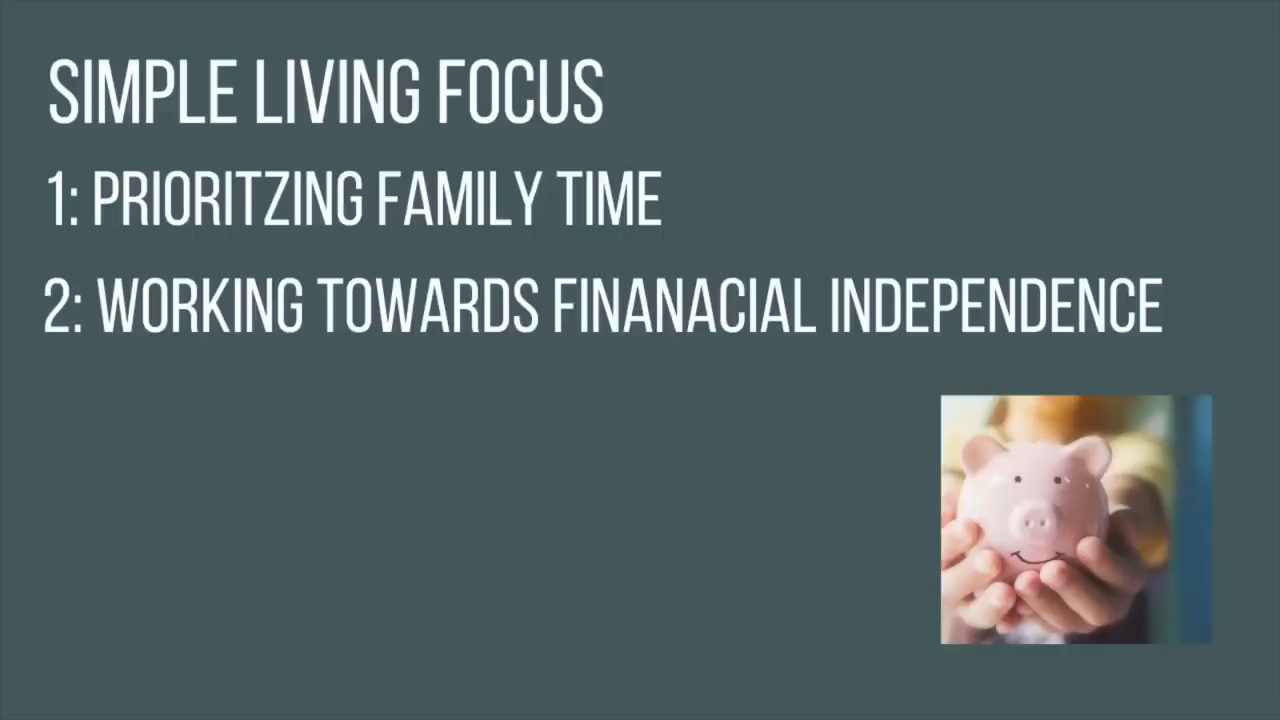 SIMPLE LIVING FOCUS
1: PRIORITZING FAMILY TIME
2: WORKING TOWARDS FINANACIAL INDEPENDENCE